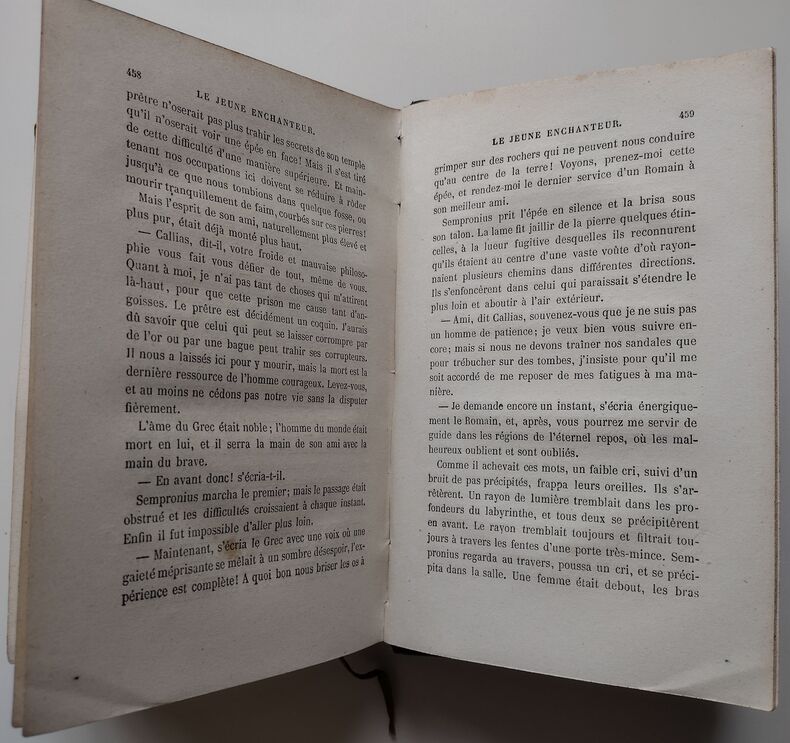 458
LE JEUNE ENCHANTEUR.
prêtre n'oserait pas plus trahir les secrets de son temple
qu'il n'oserait voir une épée en face! Mais il s'est tiré
de cette difficulté d'une manière supérieure. Et main-
tenant nos occupations ici doivent se réduire à rôder
jusqu'à ce que nous tombions dans quelque fosse, ou
mourir tranquillement de faim, courbés sur ces pierres!
Mais l'esprit de son ami, naturellement plus élevé et
plus pur, était déjà monté plus haut.
— Callias, dit-il, votre froide et mauvaise philoso-
phie vous fait vous défier de tout, même de vous.
Quant à moi, je n'ai pas tant de choses qui m'attirent
là-haut, pour que cette prison me cause tant d'an-
goisses. Le prêtre est décidément un coquin. J'aurais
dû savoir que celui qui peut se laisser corrompre par
de l'or ou par une bague peut trahir ses corrupteurs.
Il nous a laissés ici pour y mourir, mais la mort est la
dernière ressource de l'homme courageux. Levez-vous,
et au moins ne cédons pas notre vie sans la disputer
fièrement.
L'âme du Grec était noble; l'homme du monde était
mort en lui, et il serra la main de son ami avec la
main du brave.
— En avant donc! s'écria-t-il.
Sempronius marcha le premier; mais le passage était
obstrué et les difficultés croissaient à chaque instant.
Enfin il fut impossible d'aller plus loin.
— Maintenant, s'écria le Grec avec une voix où une
gaieté méprisante se mêlait à un sombre désespoir, l'ex-
périence est complète! A quoi bon nous briser les os à
459
LE JEUNE ENCHANTEUR.
grimper sur des rochers qui ne peuvent nous conduire
qu'au centre de la terre! Voyons, prenez-moi cette
épée, et rendez-moi le dernier service d'un Romain à
son meilleur ami.
Sempronius prit l'épée en silence et la brisa sous
son talon. La lame fit jaillir de la pierre quelques étin-
celles, à la lueur fugitive desquelles ils reconnurent
qu'ils étaient au centre d'une vaste voûte d'où rayon-
naient plusieurs chemins dans différentes directions.
Ils s'enfoncèrent dans celui qui paraissait s'étendre le
plus loin et aboutir à l'air extérieur.
— Ami, dit Callias, souvenez-vous que je ne suis pas
un homme de patience; je veux bien vous suivre en-
core; mais si nous ne devons traîner nos sandales que
pour trébucher sur des tombes, j'insiste pour qu'il me
soit accordé de me reposer de mes fatigues à ma ma-
nière.
— Je demande encore un instant, s'écria énergique-
ment le Romain, et, après, vous pourrez me servir de
guide dans les régions de l'éternel repos, où les mal-
heureux oublient et sont oubliés.
Comme il achevait ces mots, un faible cri, suivi d'un
bruit de pas précipités, frappa leurs oreilles. Ils s'ar-
rêtèrent. Un rayon de lumière tremblait dans les pro-
fondeurs du labyrinthe, et tous deux se précipitèrent
en avant. Le rayon tremblait toujours et filtrait tou-
jours à travers les fentes d'une porte très-mince. Sem-
pronius regarda au travers, poussa un cri, et se préci-
pita dans la salle. Une femme était debout, les bras